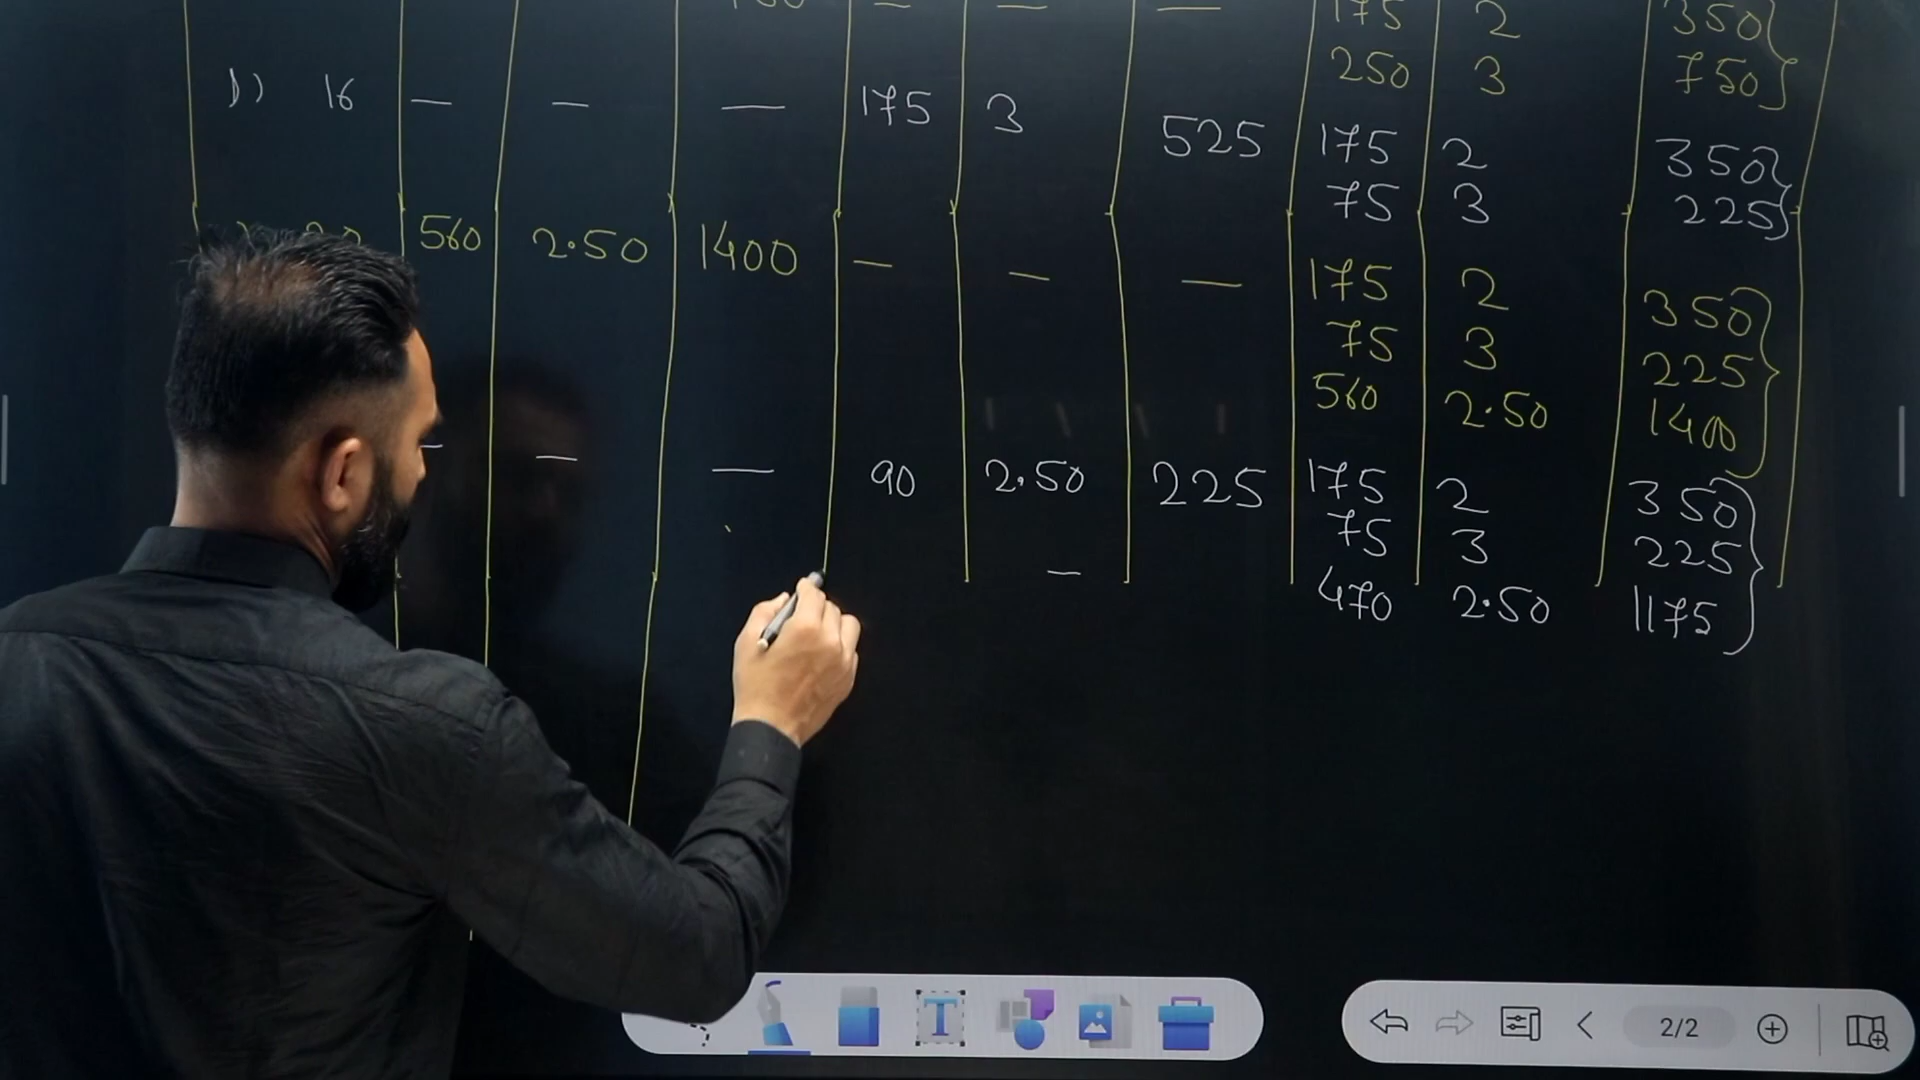 175 2 350
250 3 750
)) 16 — — — 175 3 525 175 2 350
75 3 225
560 2.50 1400 — — — 175 2 350
75 3 225
560 2.50 1400
— — — 90 2.50 225 175 2 350
75 3 225
—
470 2.50 1175
T
2/2